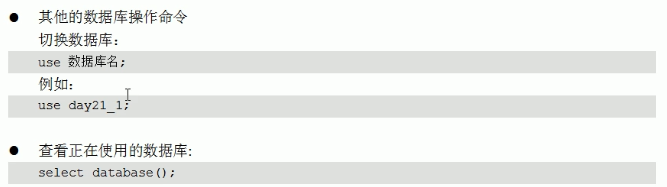 ● 其他的数据库操作命令
切换数据库：
use 数据库名;
例如：
use day21_1;
● 查看正在使用的数据库:
select database();